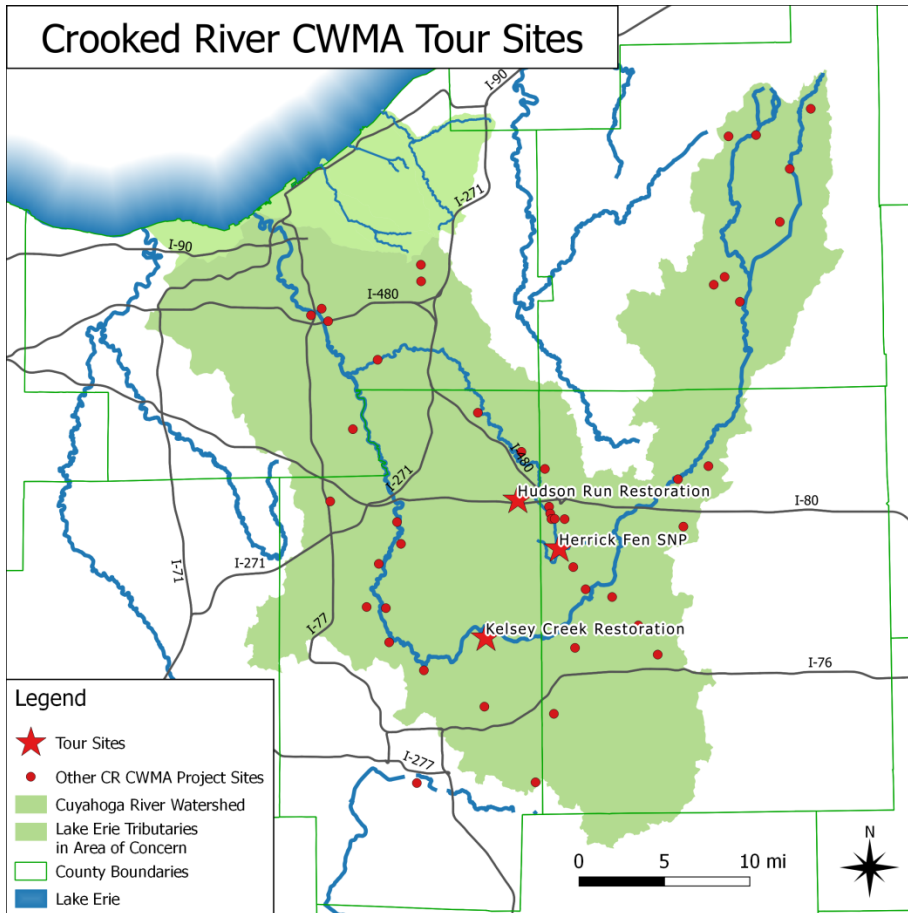 Crooked River CWMA Tour Sites
I-90
I-271
I-90
I-480
I-480
I-271
Hudson Run Restoration
I-80
Herrick Fen SNP
I-271
I-71
I-77
Kelsey Creek Restoration
I-76
I-277
Legend
Tour Sites
Other CR CWMA Project Sites
Cuyahoga River Watershed
Lake Erie Tributaries
in Area of Concern
County Boundaries
Lake Erie
N
0 5 10 mi